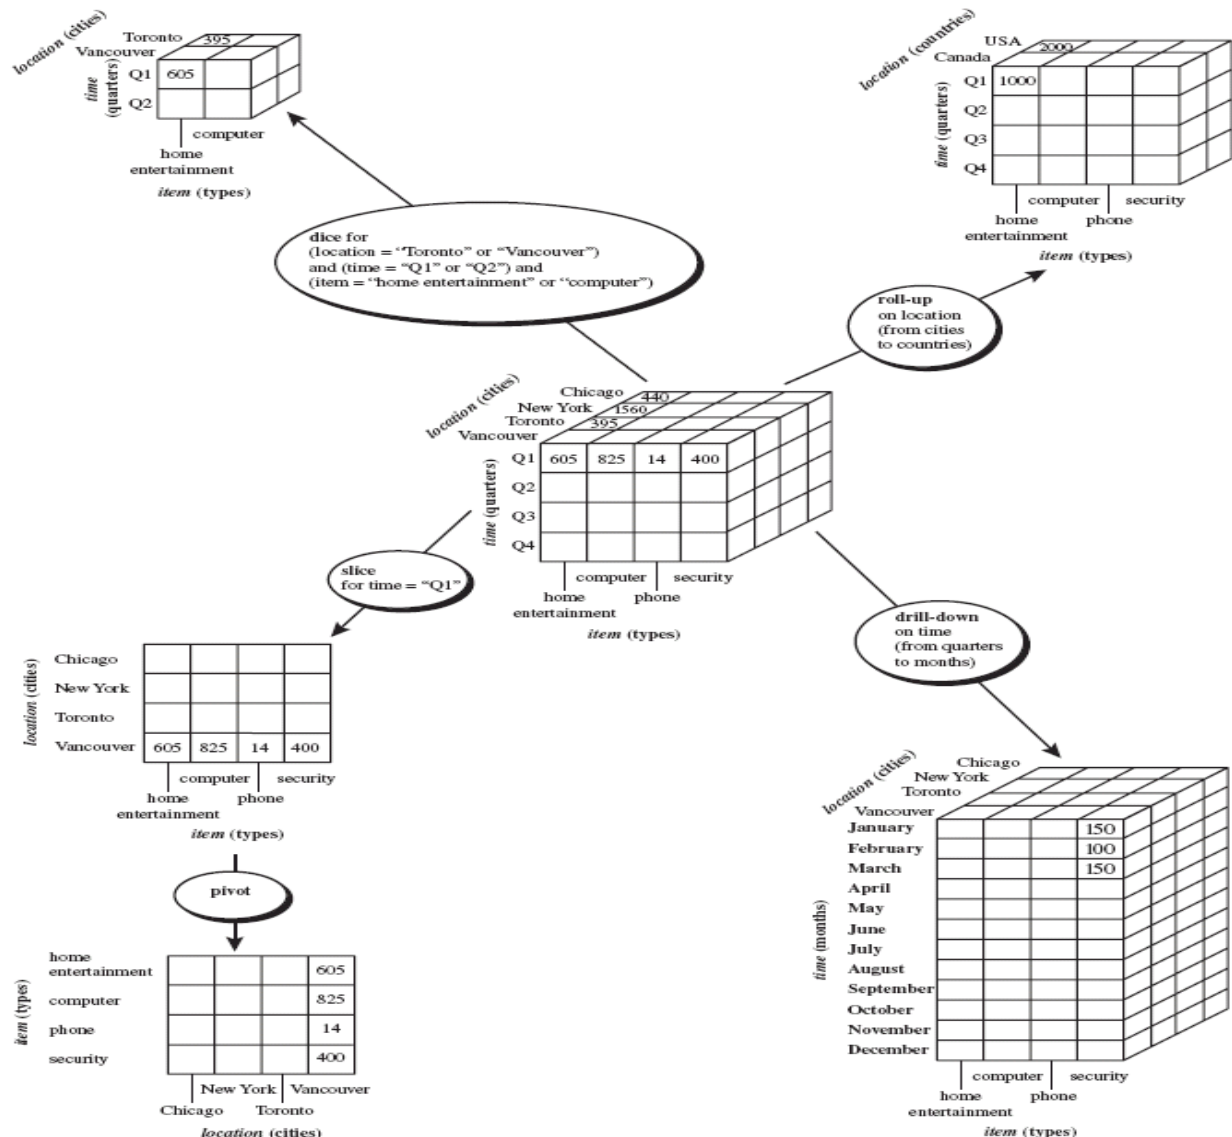 location (cities)
Toronto
395
Vancouver
time
(quarters)
Q1
605
Q2
computer
home
entertainment
item (types)
location (countries)
USA
2000
Canada
time (quarters)
Q1
1000
Q2
Q3
Q4
computer
security
home
entertainment
phone
item (types)
dice for
(location = “Toronto” or “Vancouver”)
and (time = “Q1” or “Q2”) and
(item = “home entertainment” or “computer”)
roll-up
on location
(from cities
to countries)
location (cities)
Chicago
440
New York
1560
Toronto
395
Vancouver
time (quarters)
Q1
605 825 14 400
Q2
Q3
Q4
computer
security
home
entertainment
phone
item (types)
slice
for time = “Q1”
drill-down
on time
(from quarters
to months)
location (cities)
Chicago
New York
Toronto
Vancouver
605 825 14 400
computer
security
home
entertainment
phone
item (types)
pivot
item (types)
home
entertainment
605
computer
825
phone
14
security
400
New York
Vancouver
Chicago
Toronto
location (cities)
location (cities)
Chicago
New York
Toronto
Vancouver
time (months)
January
150
February
100
March
150
April
May
June
July
August
September
October
November
December
computer
security
home
entertainment
phone
item (types)